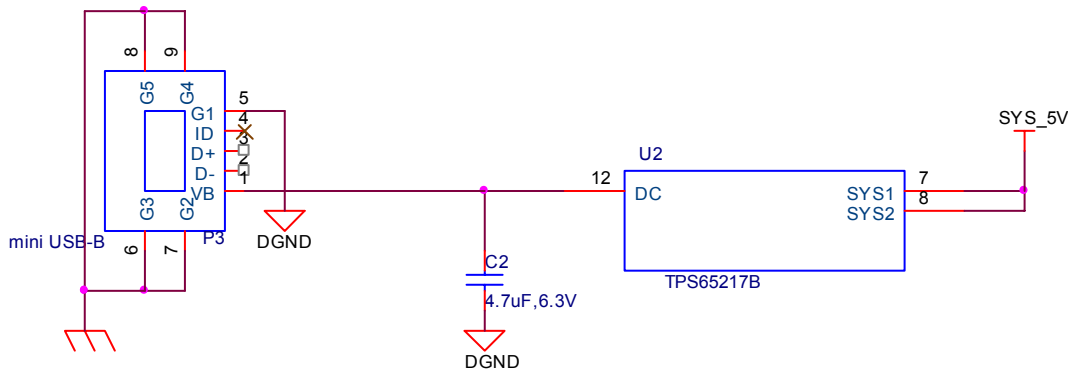 8
9
G5
G4
G1
5
ID
4
D+
3
D-
2
VB
1
G3
G2
mini USB-B
P3
6
7
DGND
C2
4.7uF,6.3V
DGND
U2
12
DC
SYS1
7
SYS2
8
TPS65217B
SYS_5V